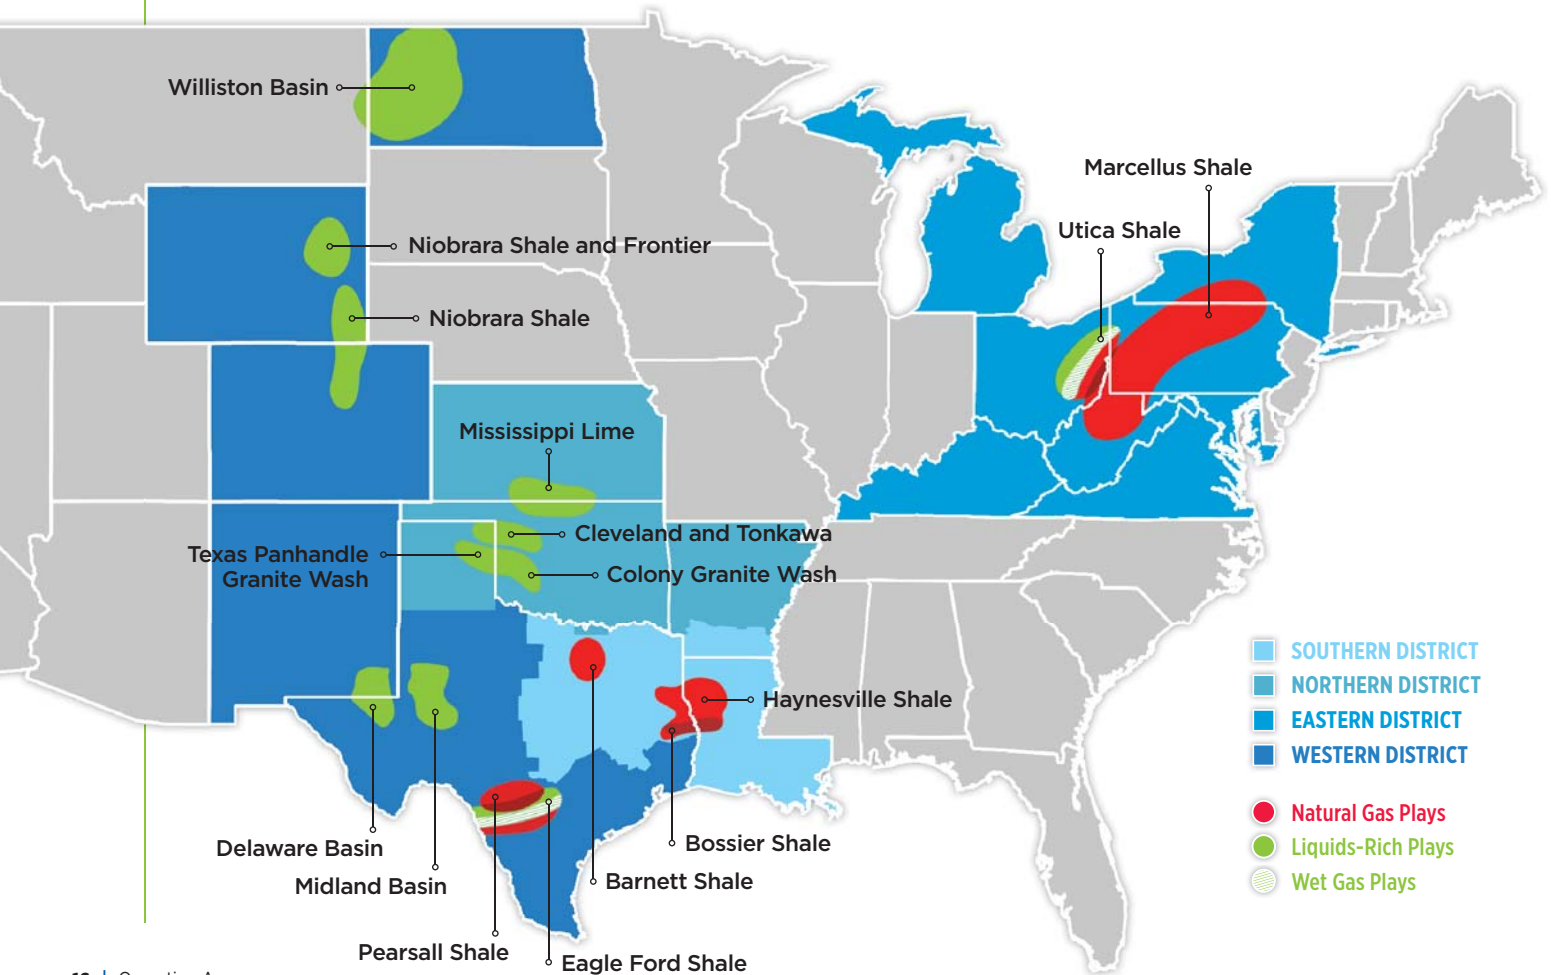 Williston Basin
Marcellus Shale
Utica Shale
Niobrara Shale and Frontier
Niobrara Shale
Mississippi Lime
Cleveland and Tonkawa
Texas Panhandle
Granite Wash
Colony Granite Wash
Haynesville Shale
SOUTHERN DISTRICT
NORTHERN DISTRICT
EASTERN DISTRICT
WESTERN DISTRICT
Natural Gas Plays
Liquids-Rich Plays
Wet Gas Plays
Delaware Basin
Midland Basin
Bossier Shale
Barnett Shale
Pearsall Shale
Eagle Ford Shale